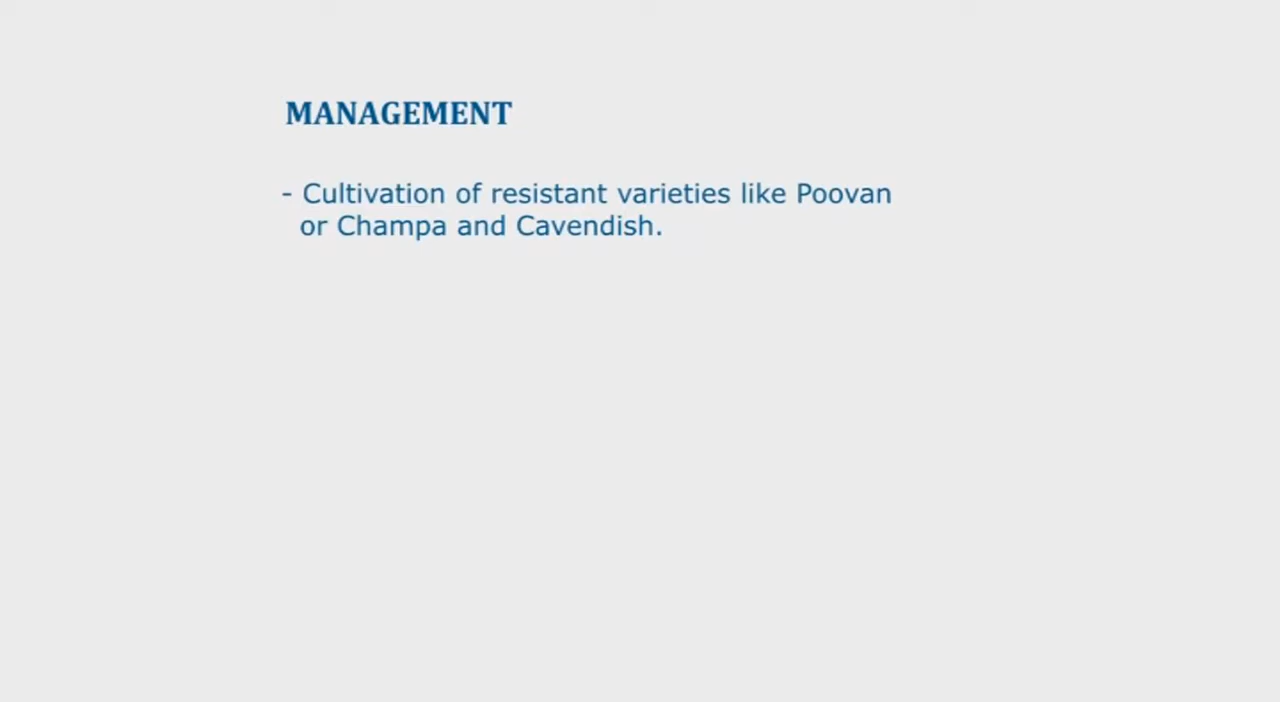 MANAGEMENT
- Cultivation of resistant varieties like Poovan
or Champa and Cavendish.